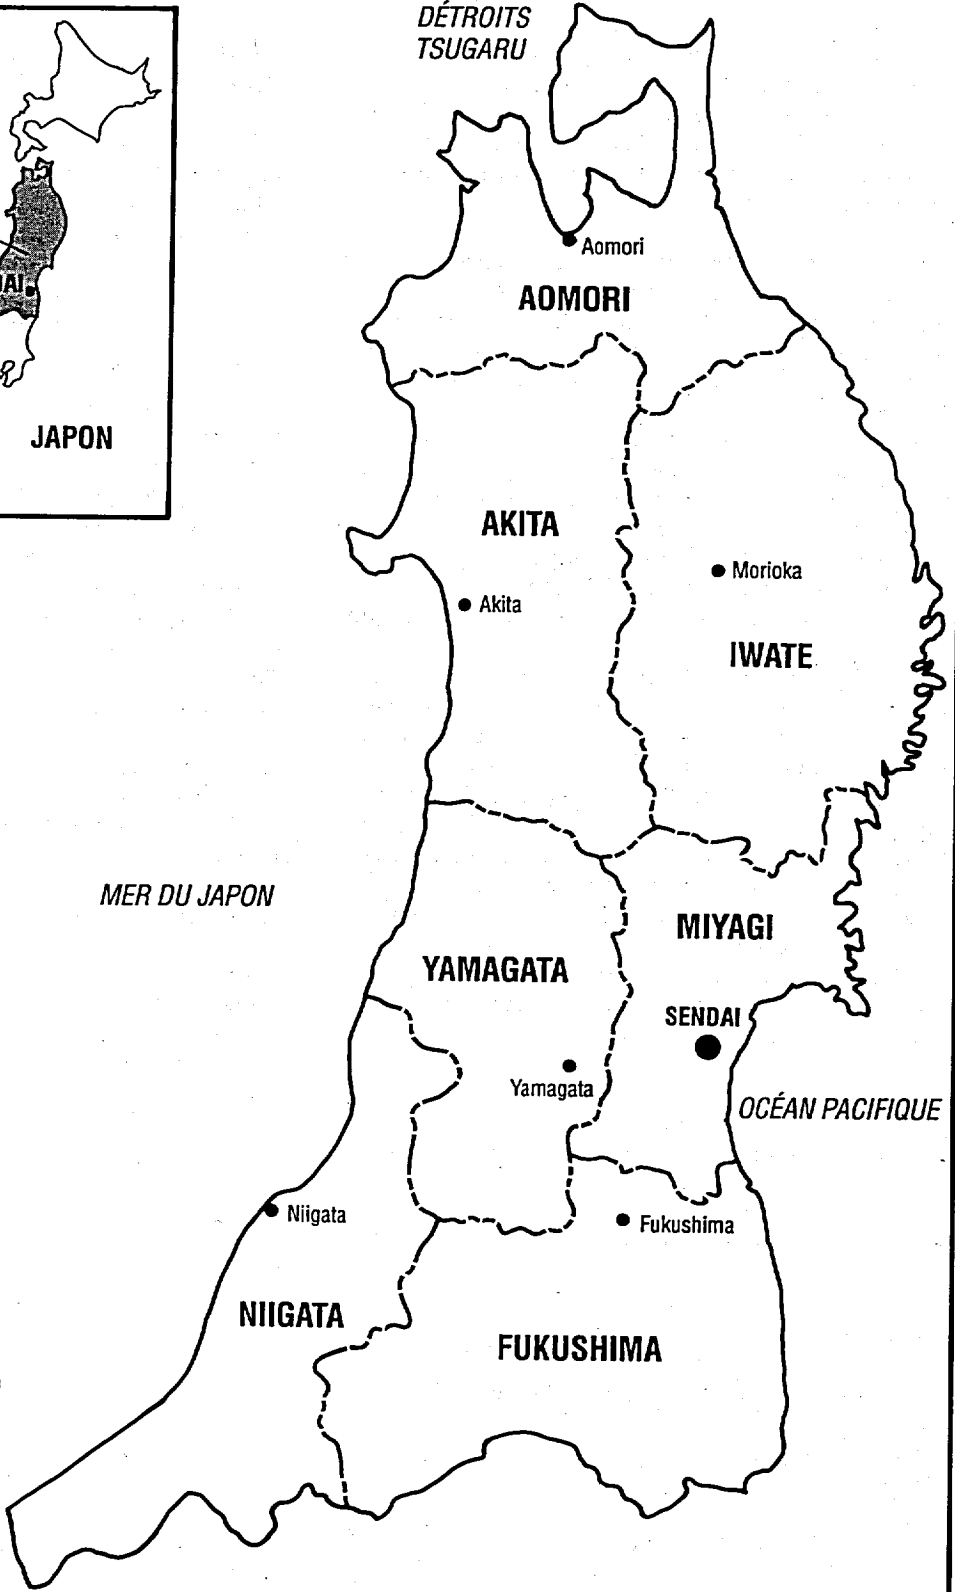 DÉTROITS
TSUGARU
JAPON
Aomori
AOMORI
AKITA
Akita
Morioka
IWATE
MER DU JAPON
YAMAGATA
MIYAGI
SENDAI
Yamagata
OCÉAN PACIFIQUE
Niigata
Fukushima
NIIGATA
FUKUSHIMA